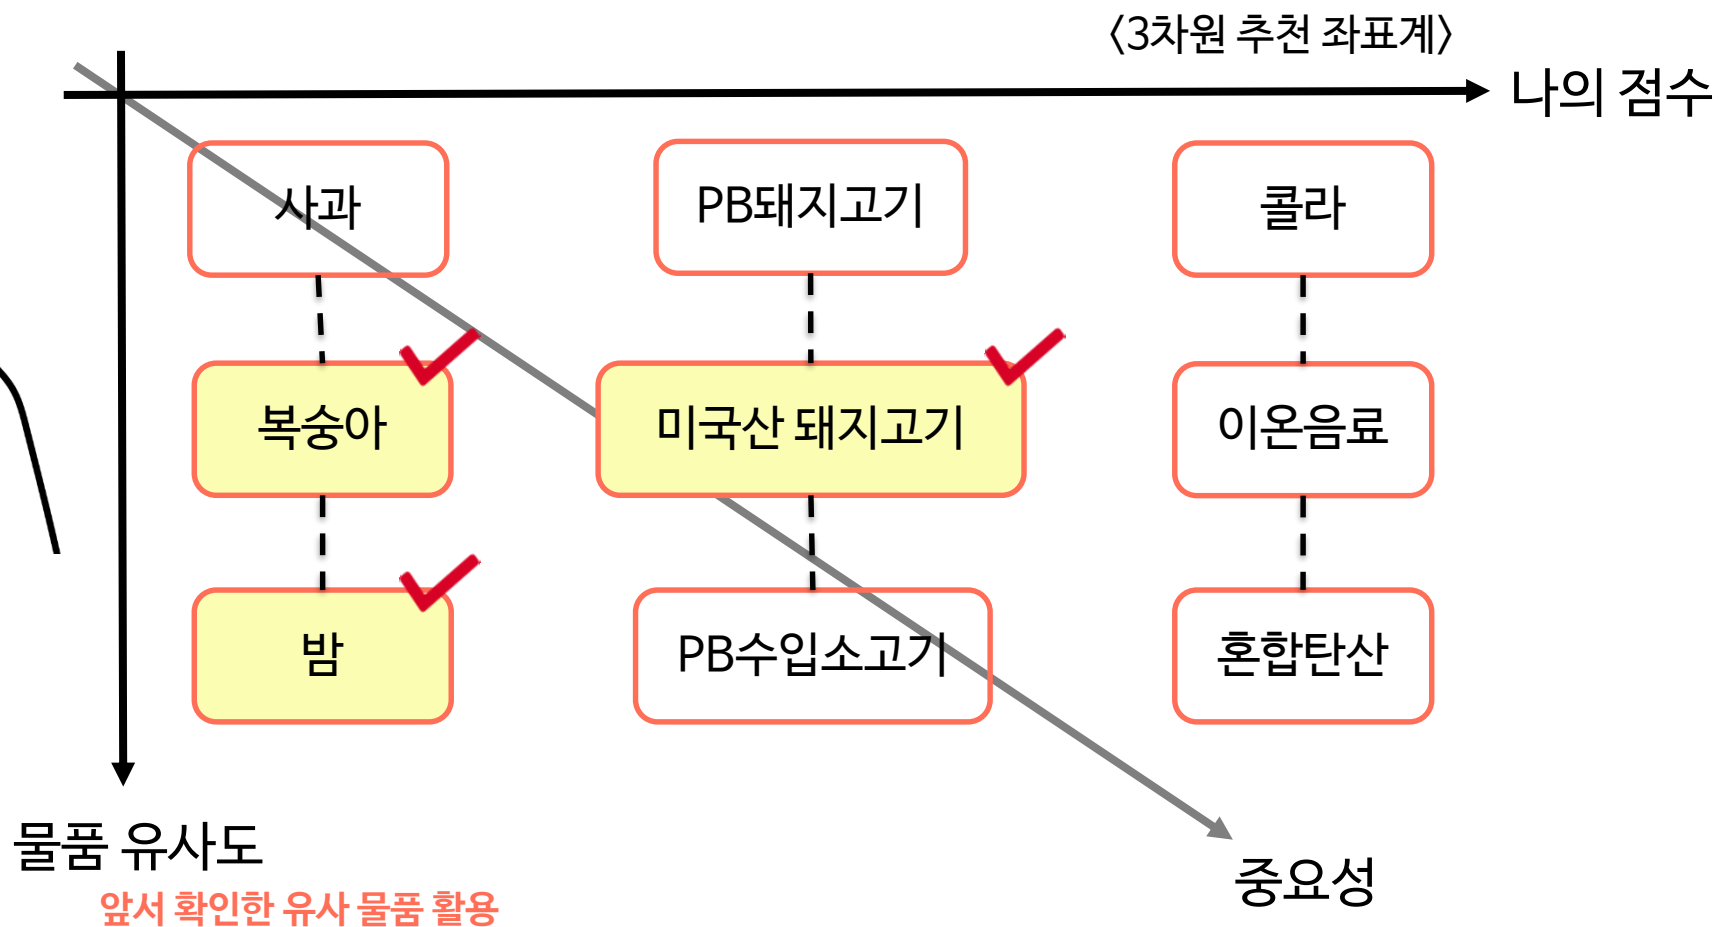 <3차원 추천 좌표계>
나의 점수
사과
PB돼지고기
콜라
복숭아
미국산 돼지고기
이온음료
밤
PB수입소고기
혼합탄산
물품 유사도
중요성
앞서 확인한 유사 물품 활용